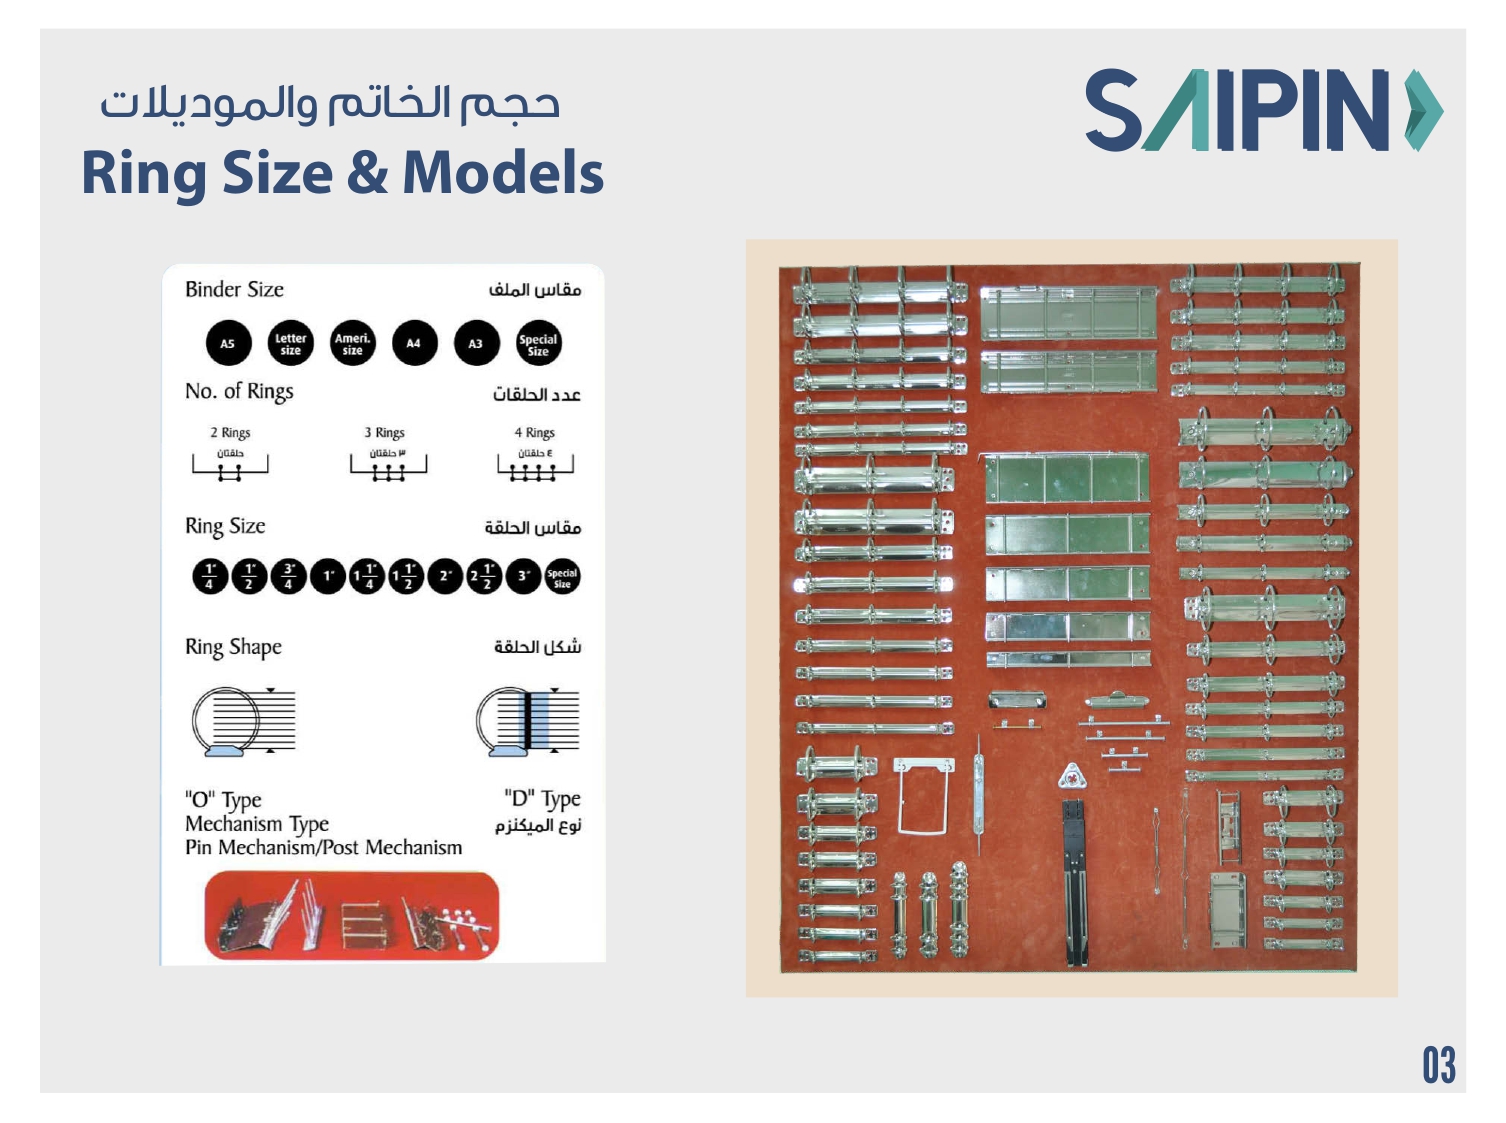 حجم الخاتم والموديلات
Ring Size & Models
SAIPIN
Binder Size مقاس الملف
A5 Letter size Ameri. size A4 A3 Special Size
No. of Rings عدد الحلقات
2 Rings 3 Rings 4 Rings
حلقتان ٣ حلقتان ٤ حلقتان
Ring Size مقاس الحلقة
1"/4 1"/2 3"/4 1" 1 1"/4 1 1"/2 2" 2 1"/2 3" Special Size
Ring Shape شكل الحلقة
"O" Type "D" Type
Mechanism Type نوع الميكنزم
Pin Mechanism/Post Mechanism
03